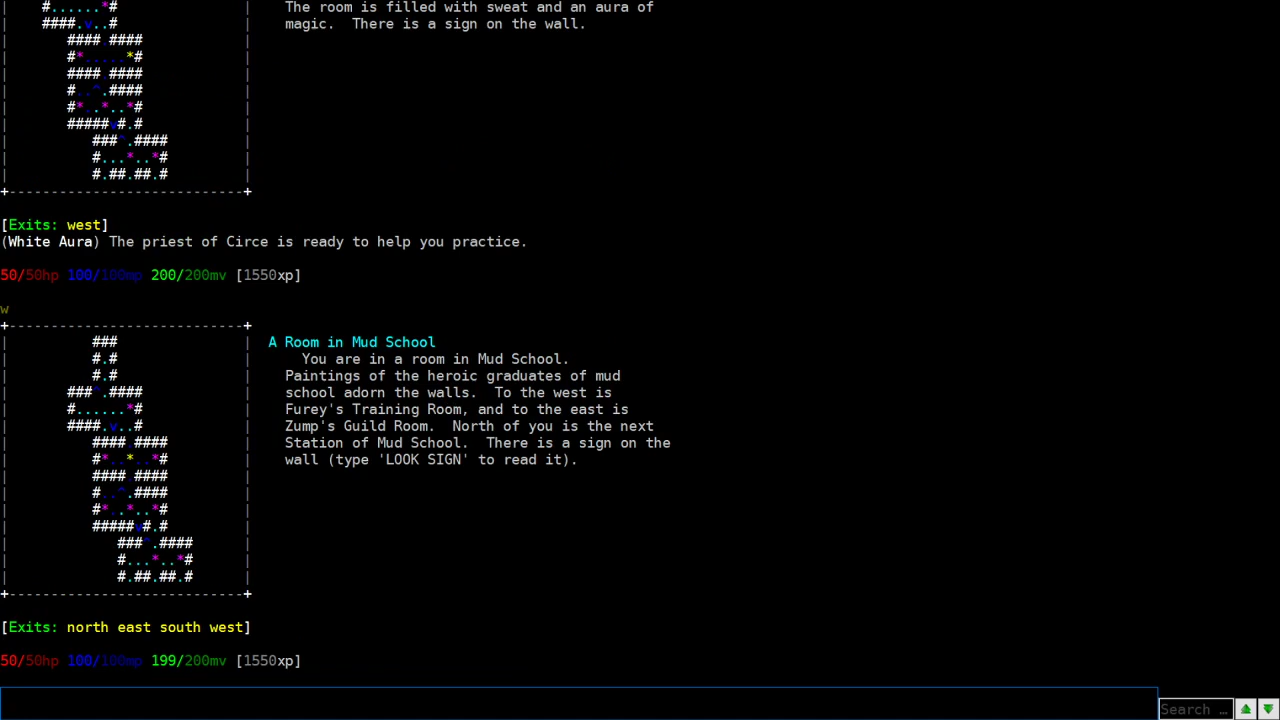 |    #......*#               |    The room is filled with sweat and an aura of
|    ####.v..#               |    magic.  There is a sign on the wall.
|       ####.####            |
|       #*.....*#            |
|       ####.####            |
|       #..^.####            |
|       #*..*..*#            |
|       #####v#.#            |
|          ###^.####         |
|          #...*..*#         |
|          #.##.##.#         |
+----------------------------+
[Exits: west]
(White Aura) The priest of Circe is ready to help you practice.
50/50hp 100/100mp 200/200mv [1550xp]
w
+----------------------------+
|          ###               |  A Room in Mud School
|          #.#               |      You are in a room in Mud School.
|          #.#               |    Paintings of the heroic graduates of mud
|       ###^.####            |    school adorn the walls.  To the west is
|       #......*#            |    Furey's Training Room, and to the east is
|       ####.v..#            |    Zump's Guild Room.  North of you is the next
|          ####.####         |    Station of Mud School.  There is a sign on the
|          #*..*..*#         |    wall (type 'LOOK SIGN' to read it).
|          ####.####         |
|          #..^.####         |
|          #*..*..*#         |
|          #####v#.#         |
|             ###^.####      |
|             #...*..*#      |
|             #.##.##.#      |
+----------------------------+
[Exits: north east south west]
50/50hp 100/100mp 199/200mv [1550xp]
Search …